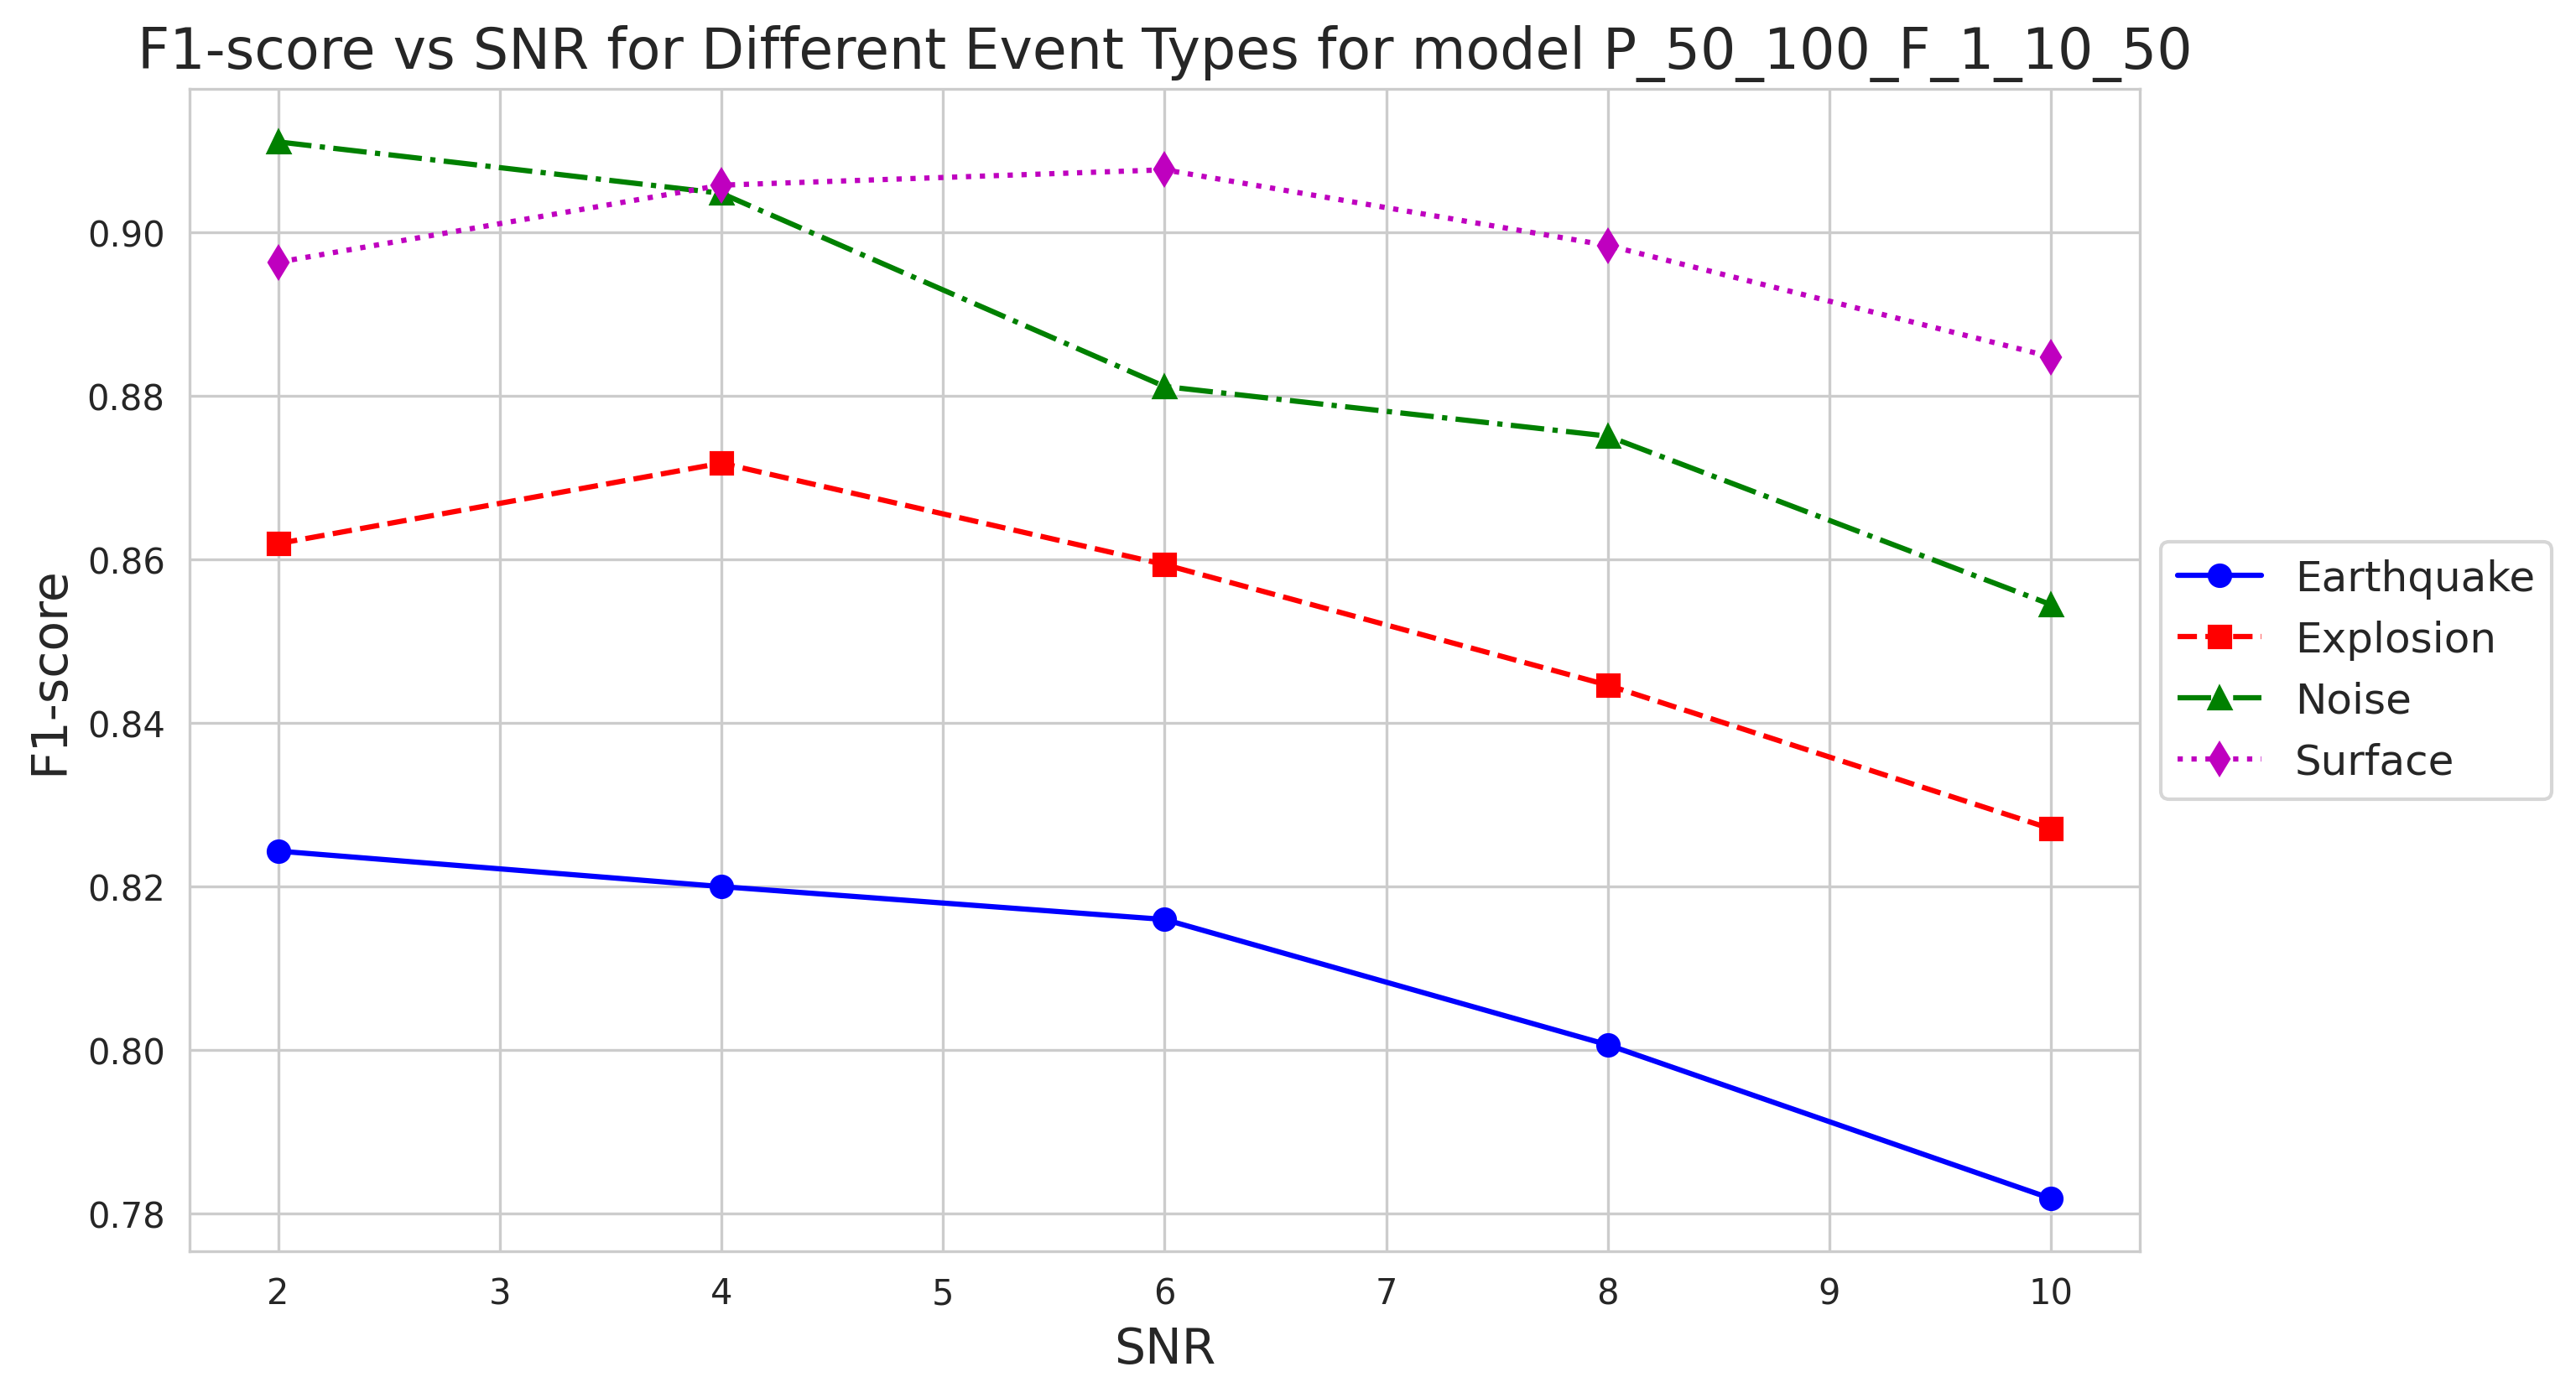 F1-score vs SNR for Different Event Types for model P_50_100_F_1_10_50
F1-score
0.90
0.88
0.86
0.84
0.82
0.80
0.78
2 3 4 5 6 7 8 9 10
SNR
Earthquake
Explosion
Noise
Surface